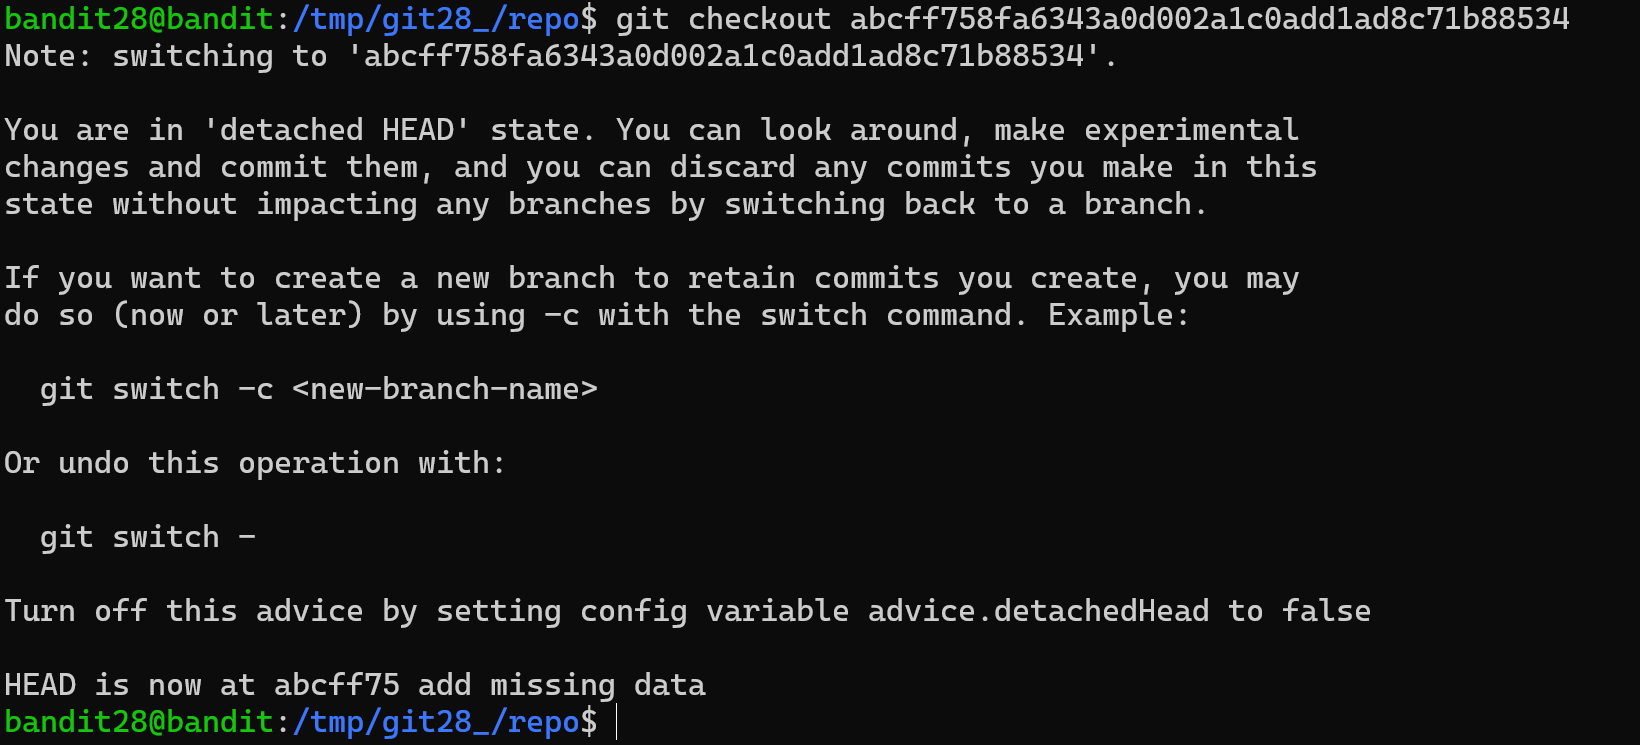 bandit28@bandit:/tmp/git28_/repo$ git checkout abcff758fa6343a0d002a1c0add1ad8c71b88534
Note: switching to 'abcff758fa6343a0d002a1c0add1ad8c71b88534'.
You are in 'detached HEAD' state. You can look around, make experimental
changes and commit them, and you can discard any commits you make in this
state without impacting any branches by switching back to a branch.
If you want to create a new branch to retain commits you create, you may
do so (now or later) by using -c with the switch command. Example:
  git switch -c <new-branch-name>
Or undo this operation with:
  git switch -
Turn off this advice by setting config variable advice.detachedHead to false
HEAD is now at abcff75 add missing data
bandit28@bandit:/tmp/git28_/repo$